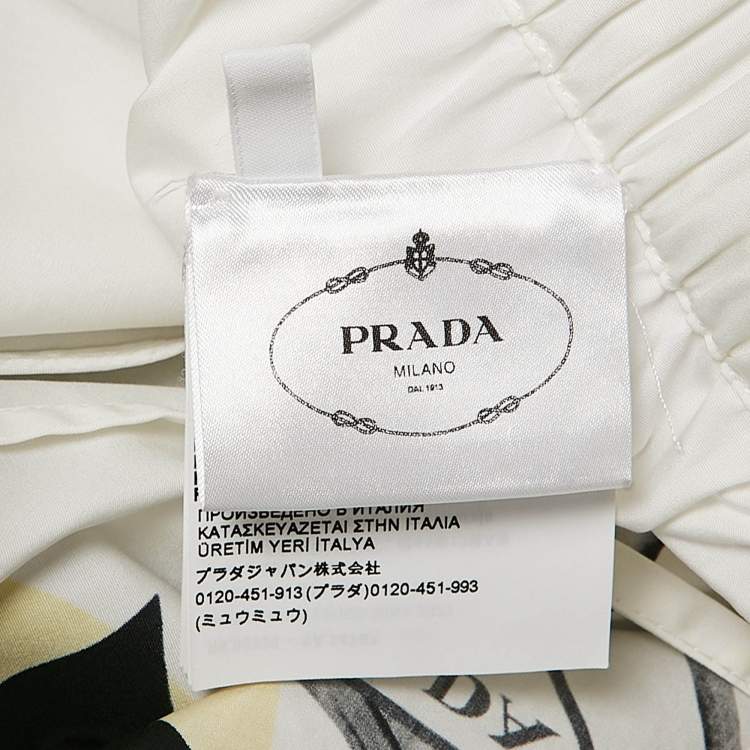 PRADA
MILANO
DAL 1913
ПРОИЗВЕДЕНО В ИТАЛИЯ
ΚΑΤΑΣΚΕΥΑΖΕΤΑΙ ΣΤΗΝ ΙΤΑΛΙΑ
ÜRETİM YERİ İTALYA
プラダジャパン株式会社
0120-451-913(プラダ)0120-451-993
(ミュウミュウ)
DA